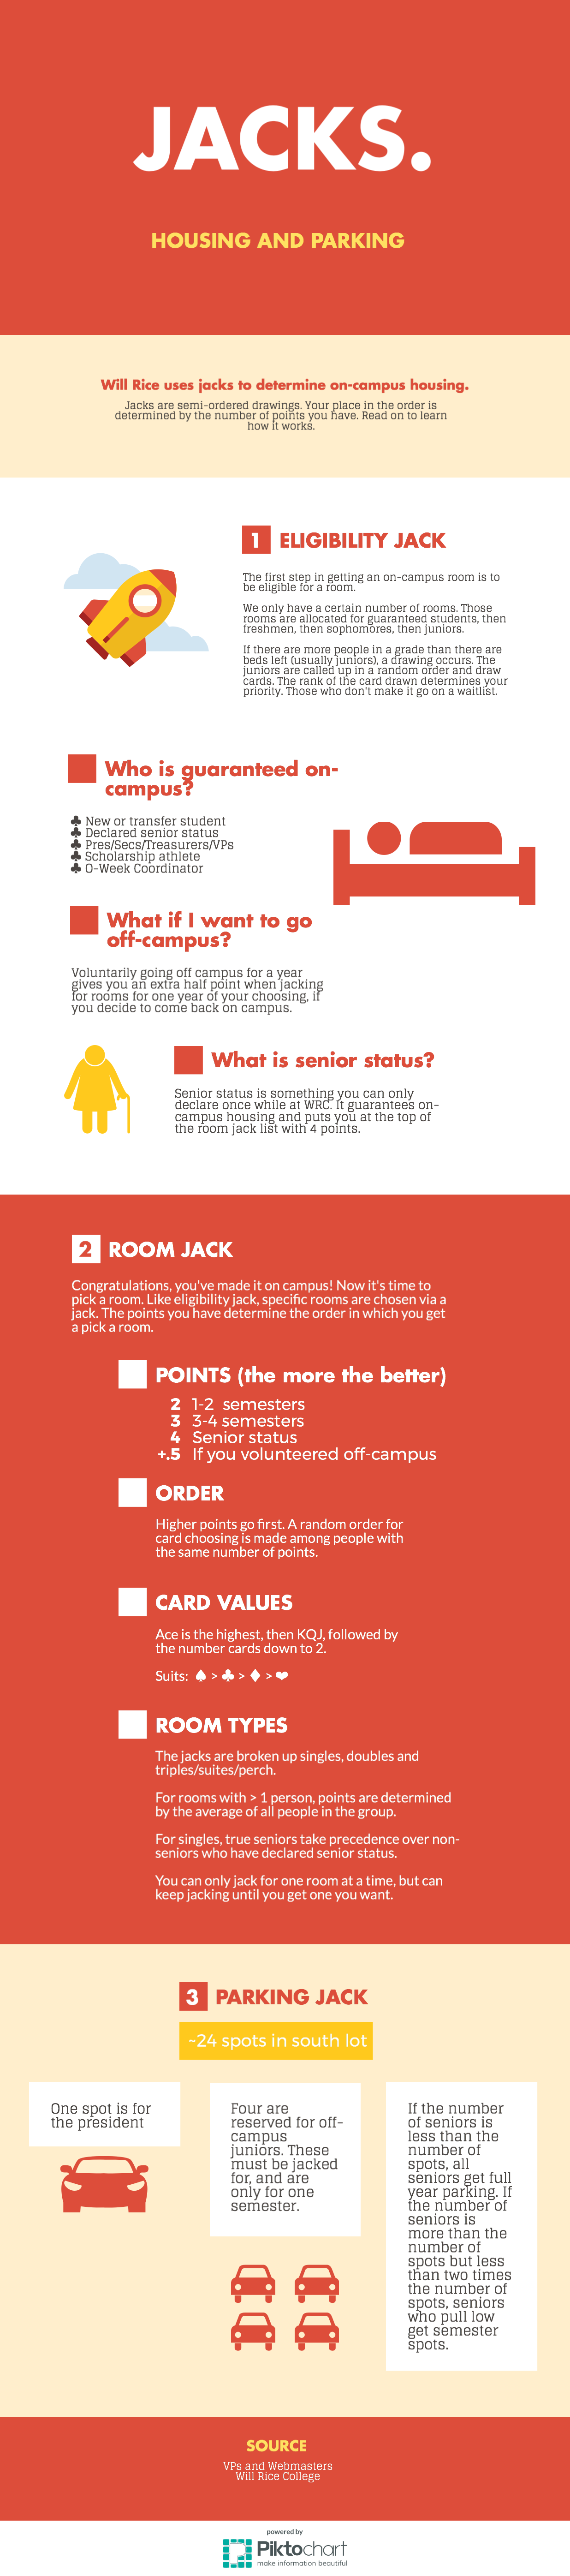 JACKS.
HOUSING AND PARKING
Will Rice uses jacks to determine on-campus housing.
Jacks are semi-ordered drawings. Your place in the order is
determined by the number of points you have. Read on to learn
how it works.
1 ELIGIBILITY JACK
The first step in getting an on-campus room is to
be eligible for a room.
We only have a certain number of rooms. Those
rooms are allocated for guaranteed students, then
freshmen, then sophomores, then juniors.
If there are more people in a grade than there are
beds left (usually juniors), a drawing occurs. The
juniors are called up in a random order and draw
cards. The rank of the card drawn determines your
priority. Those who don't make it go on a waitlist.
Who is guaranteed on-
campus?
♣ New or transfer student
♣ Declared senior status
♣ Pres/Secs/Treasurers/VPs
♣ Scholarship athlete
♣ O-Week Coordinator
What if I want to go
off-campus?
Voluntarily going off campus for a year
gives you an extra half point when jacking
for rooms for one year of your choosing, if
you decide to come back on campus.
What is senior status?
Senior status is something you can only
declare once while at WRC. It guarantees on-
campus housing and puts you at the top of
the room jack list with 4 points.
2 ROOM JACK
Congratulations, you've made it on campus! Now it's time to
pick a room. Like eligibility jack, specific rooms are chosen via a
jack. The points you have determine the order in which you get
a pick a room.
POINTS (the more the better)
2 1-2 semesters
3 3-4 semesters
4 Senior status
+.5 If you volunteered off-campus
ORDER
Higher points go first. A random order for
card choosing is made among people with
the same number of points.
CARD VALUES
Ace is the highest, then KQJ, followed by
the number cards down to 2.
Suits: ♠ > ♣ > ♦ > ♥
ROOM TYPES
The jacks are broken up singles, doubles and
triples/suites/perch.
For rooms with > 1 person, points are determined
by the average of all people in the group.
For singles, true seniors take precedence over non-
seniors who have declared senior status.
You can only jack for one room at a time, but can
keep jacking until you get one you want.
3 PARKING JACK
~24 spots in south lot
One spot is for
the president
Four are
reserved for off-
campus
juniors. These
must be jacked
for, and are
only for one
semester.
If the number
of seniors is
less than the
number of
spots, all
seniors get full
year parking. If
the number of
seniors is
more than the
number of
spots but less
than two times
the number of
spots, seniors
who pull low
get semester
spots.
SOURCE
VPs and Webmasters
Will Rice College
powered by
Piktochart
make information beautiful